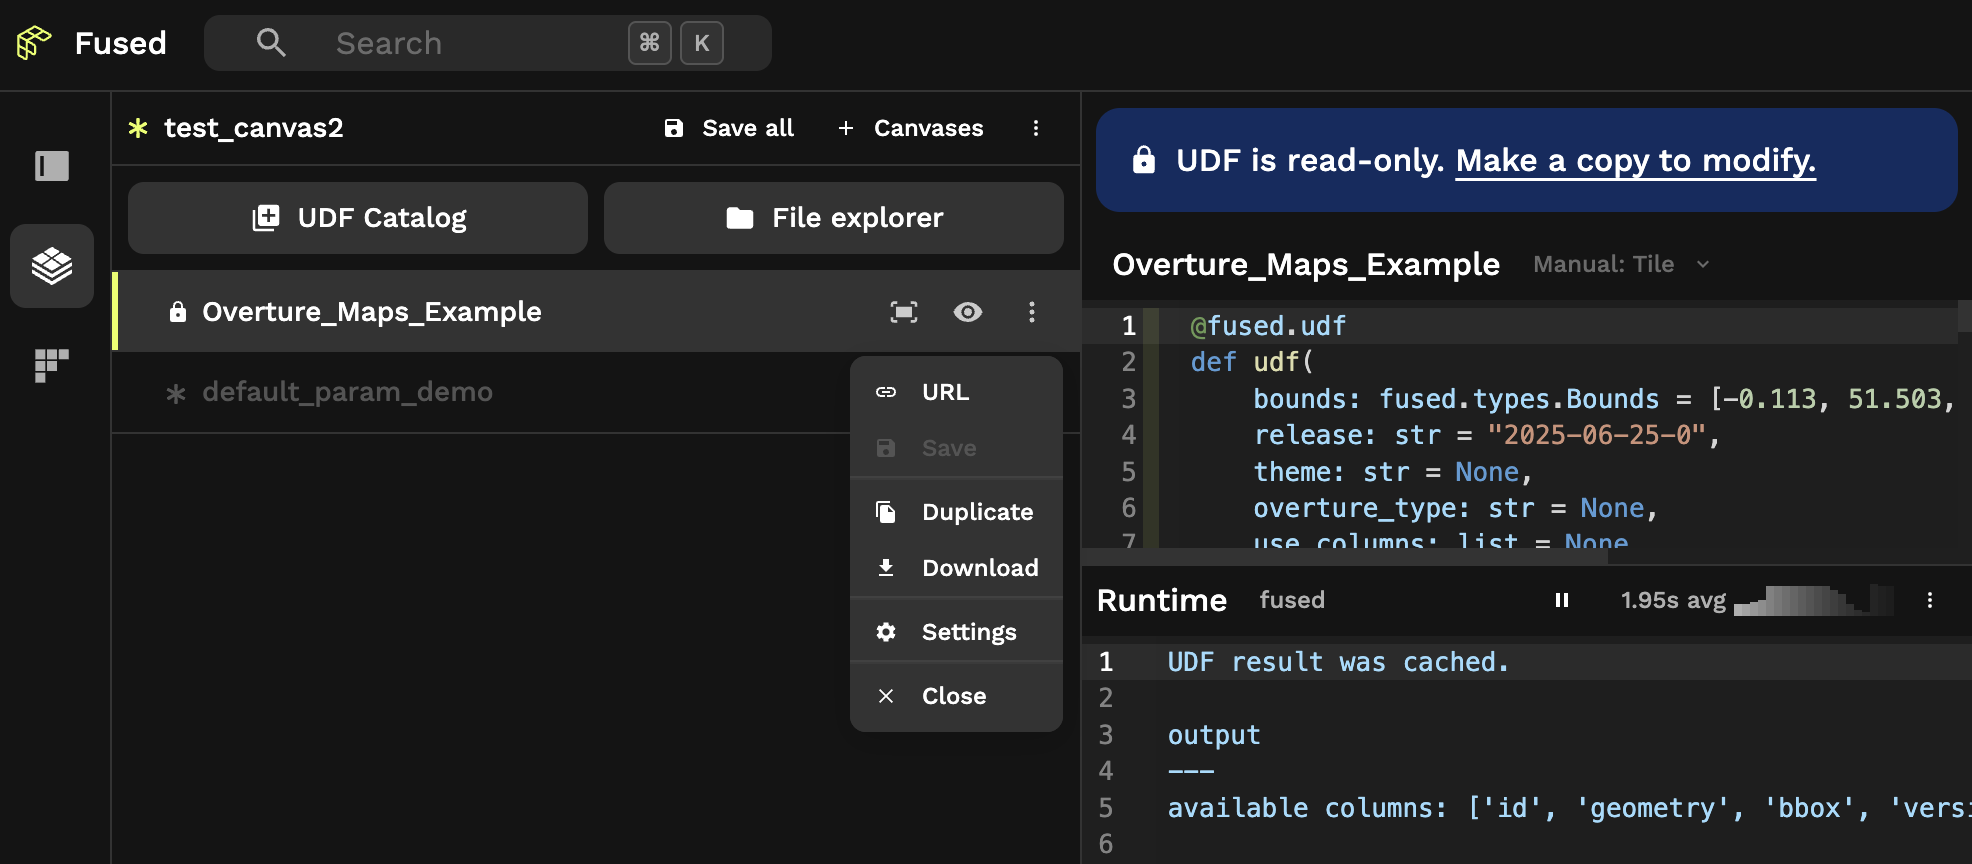 Fused
Search
⌘ K
* test_canvas2
Save all
+ Canvases
UDF Catalog
File explorer
Overture_Maps_Example
* default_param_demo
URL
Save
Duplicate
Download
Settings
Close
UDF is read-only. Make a copy to modify.
Overture_Maps_Example
Manual: Tile
1 @fused.udf
2 def udf(
3 bounds: fused.types.Bounds = [-0.113, 51.503,
4 release: str = "2025-06-25-0",
5 theme: str = None,
6 overture_type: str = None,
7 use_columns: list = None
Runtime
fused
1.95s avg
1 UDF result was cached.
2
3 output
4 ---
5 available columns: ['id', 'geometry', 'bbox', 'versi
6